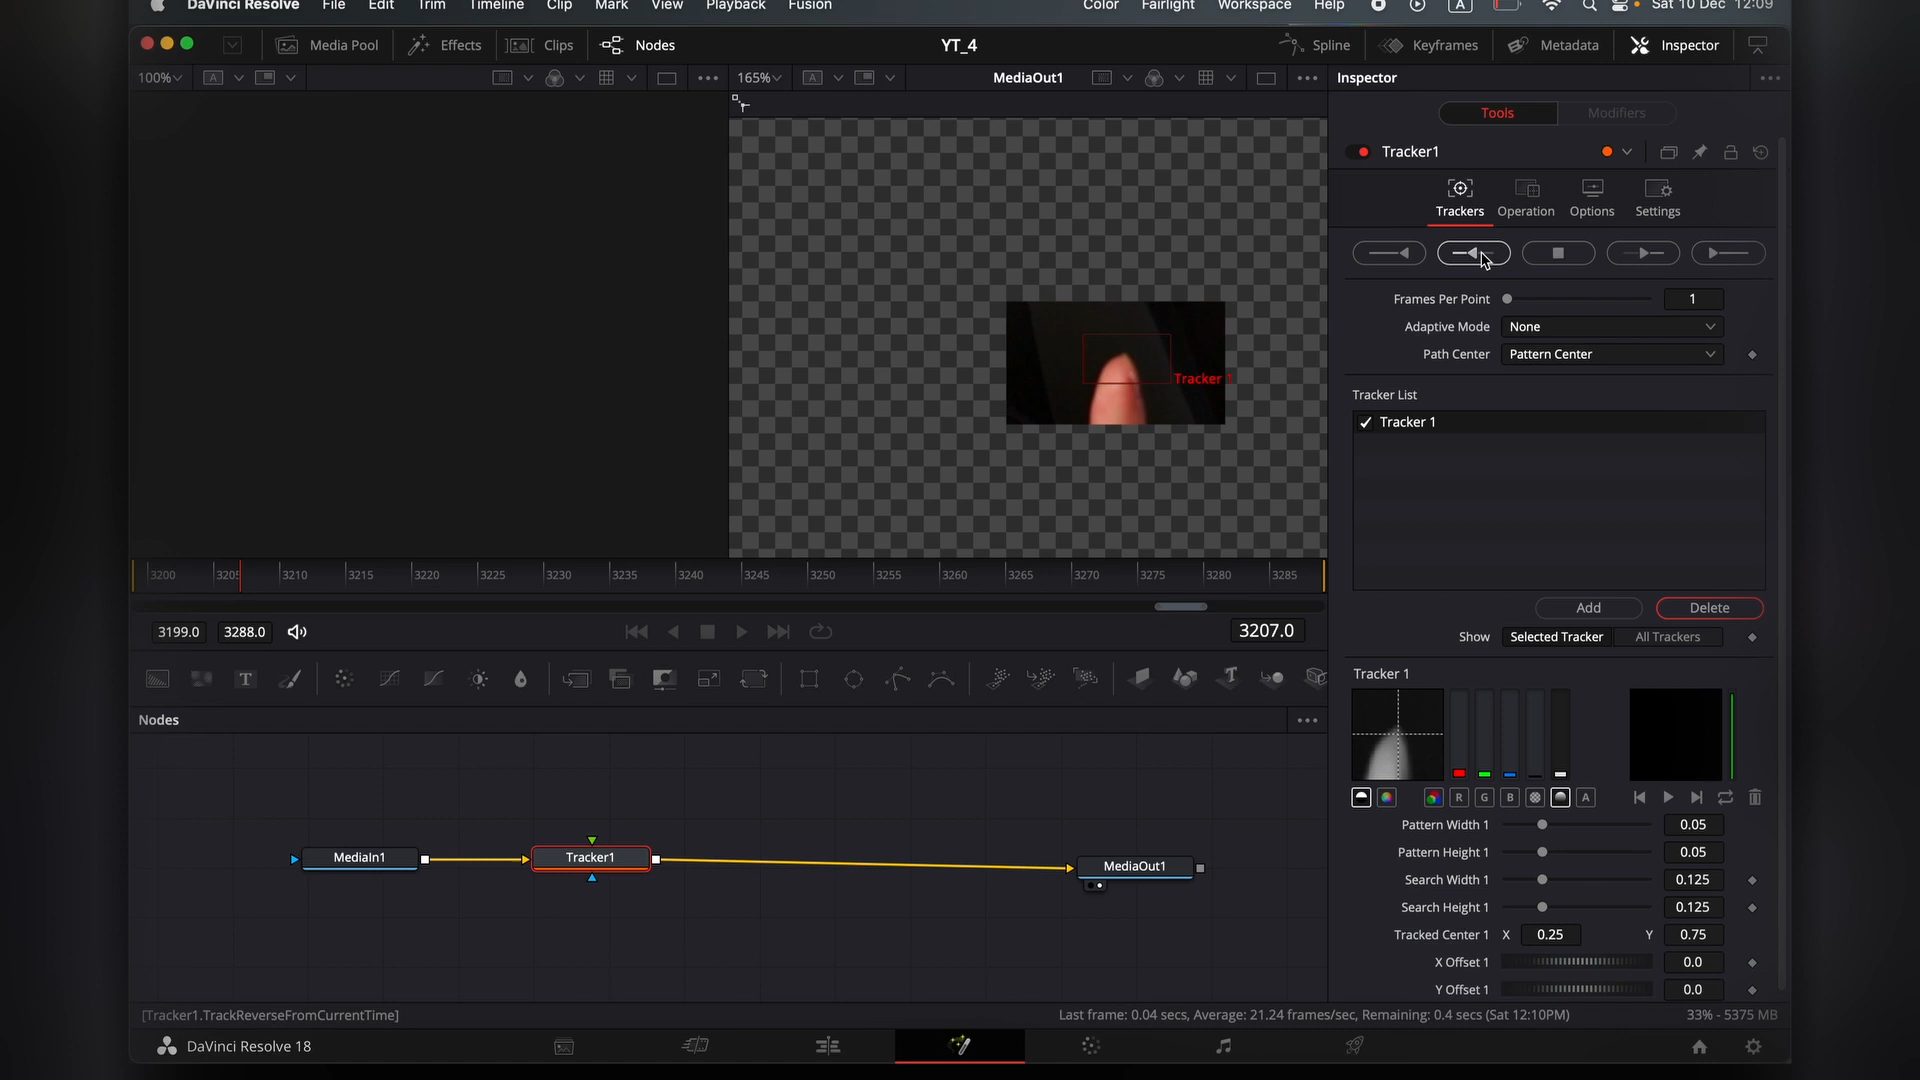 DaVinci Resolve File Edit Trim Timeline Clip Mark View Playback Fusion Color Fairlight Workspace Help A Sat 10 Dec 12:09
Media Pool Effects Clips Nodes YT_4 Spline Keyframes Metadata Inspector
100% A 165% A MediaOut1 Inspector
Tools Modifiers
Tracker1
Trackers Operation Options Settings
Frames Per Point 1
Adaptive Mode None
Path Center Pattern Center
Tracker 1
Tracker List
Tracker 1
3200 3205 3210 3215 3220 3225 3230 3235 3240 3245 3250 3255 3260 3265 3270 3275 3280 3285
Add Delete
3199.0 3288.0 3207.0
Show Selected Tracker All Trackers
T T
Tracker 1
Nodes
R G B A
Pattern Width 1 0.05
Pattern Height 1 0.05
MediaIn1 Tracker1 MediaOut1
Search Width 1 0.125
Search Height 1 0.125
Tracked Center 1 X 0.25 Y 0.75
X Offset 1 0.0
Y Offset 1 0.0
[Tracker1.TrackReverseFromCurrentTime] Last frame: 0.04 secs, Average: 21.24 frames/sec, Remaining: 0.4 secs (Sat 12:10PM) 33% - 5375 MB
DaVinci Resolve 18